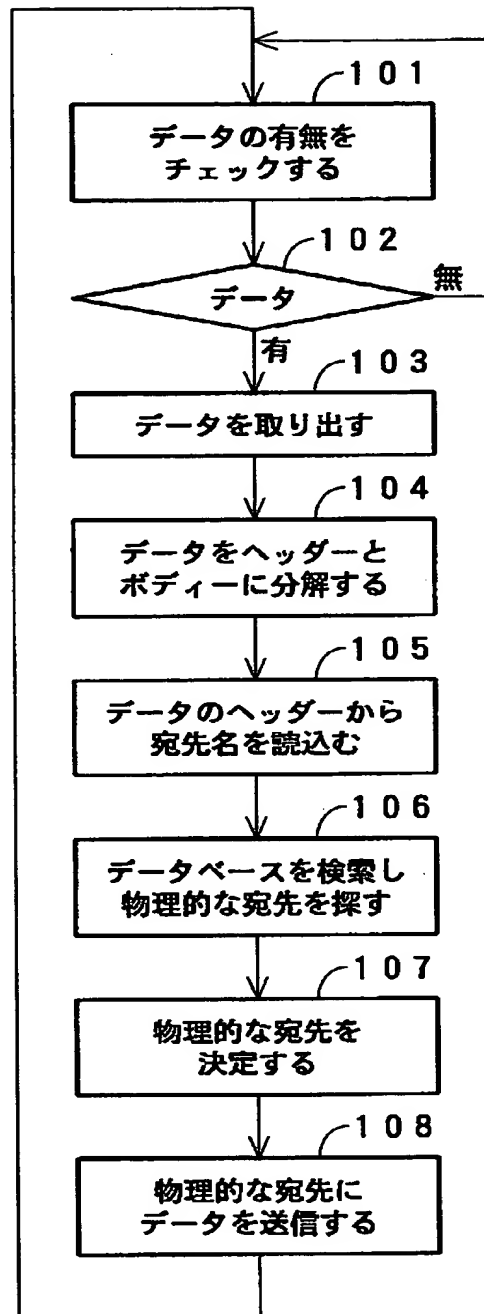 101
データの有無を
チェックする
102
データ
無
有
103
データを取り出す
104
データをヘッダーと
ボディーに分解する
105
データのヘッダーから
宛先名を読込む
106
データベースを検索し
物理的な宛先を探す
107
物理的な宛先を
決定する
108
物理的な宛先に
データを送信する